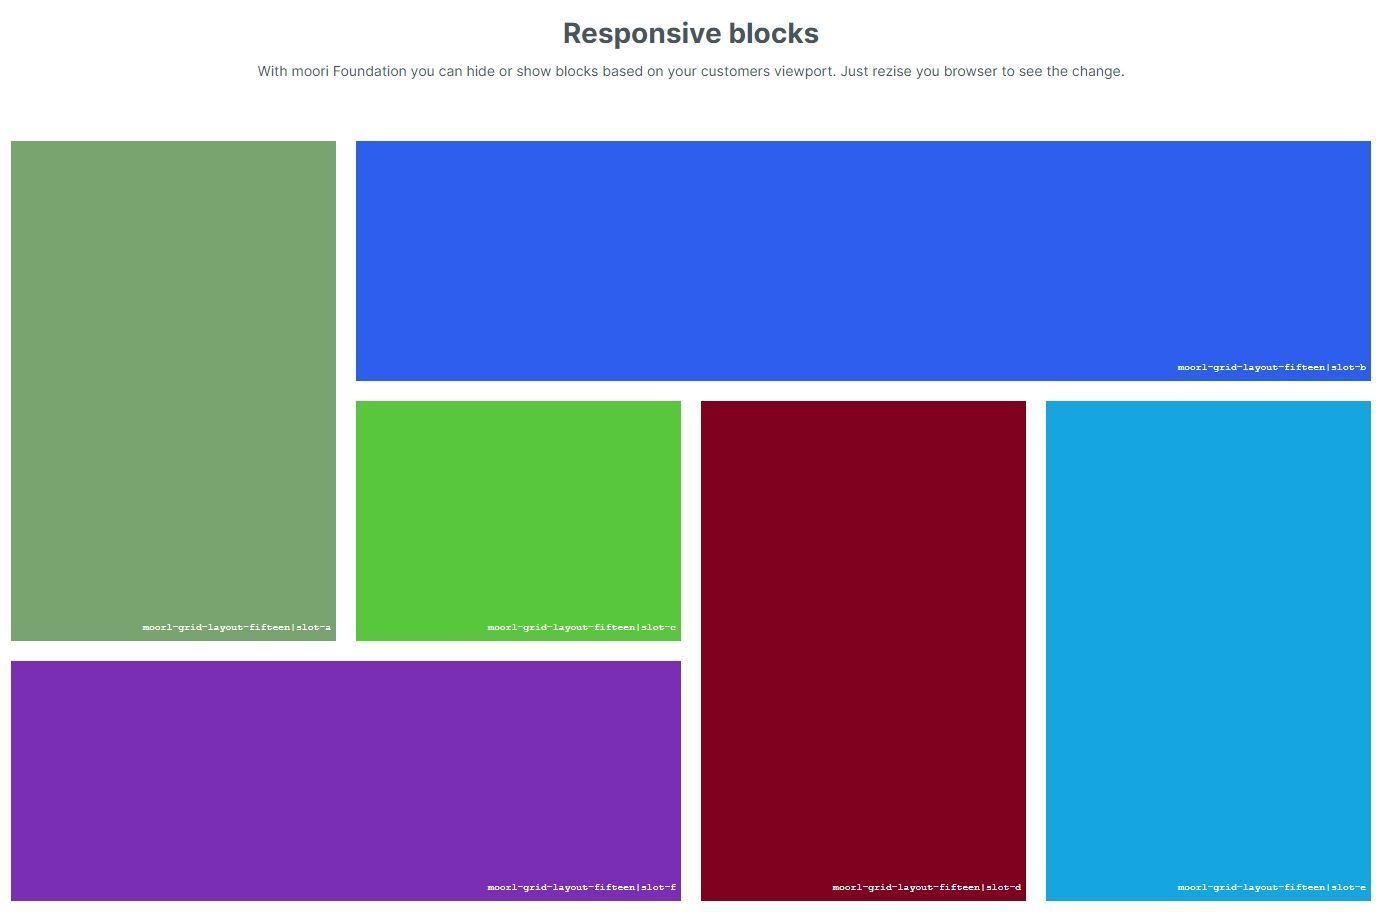 Responsive blocks
With moori Foundation you can hide or show blocks based on your customers viewport. Just rezise you browser to see the change.
moorl-grid-layout-fifteen|slot-b
moorl-grid-layout-fifteen|slot-a
moorl-grid-layout-fifteen|slot-c
moorl-grid-layout-fifteen|slot-f
moorl-grid-layout-fifteen|slot-d
moorl-grid-layout-fifteen|slot-e